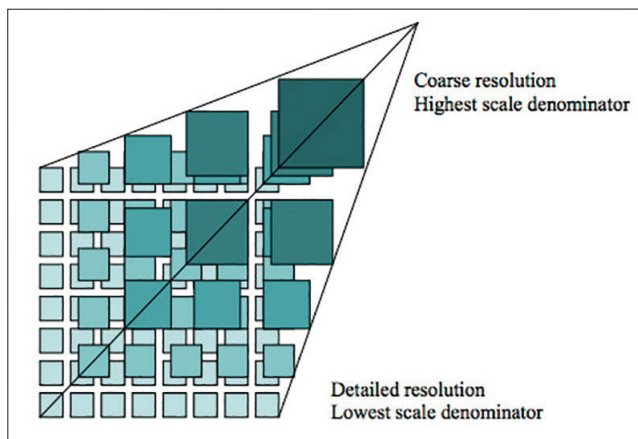 Coarse resolution
Highest scale denominator
Detailed resolution
Lowest scale denominator